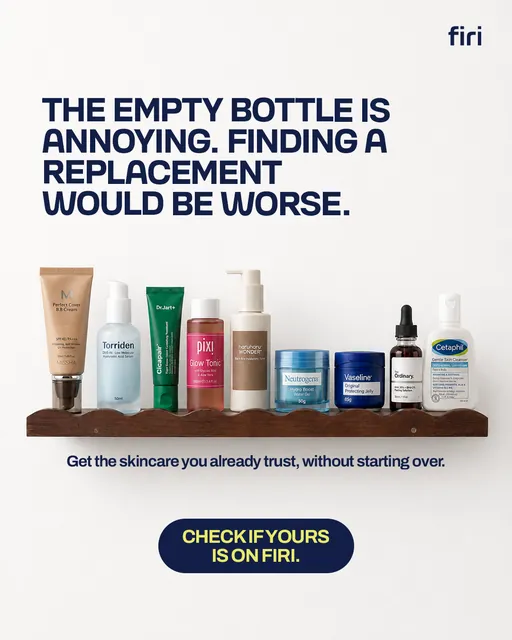 firi
THE EMPTY BOTTLE IS
ANNOYING. FINDING A
REPLACEMENT
WOULD BE WORSE.
M
Perfect Cover
B.B Cream
Torriden
Dr.Jart+
Cicapair
pixi
Glow Tonic
haruharu
WONDER
Neutrogena
Hydro Boost
50g
Vaseline
Original
Protecting Jelly
The
Ordinary.
Cetaphil
Gentle Skin Cleanser
Get the skincare you already trust, without starting over.
CHECK IF YOURS
IS ON FIRI.